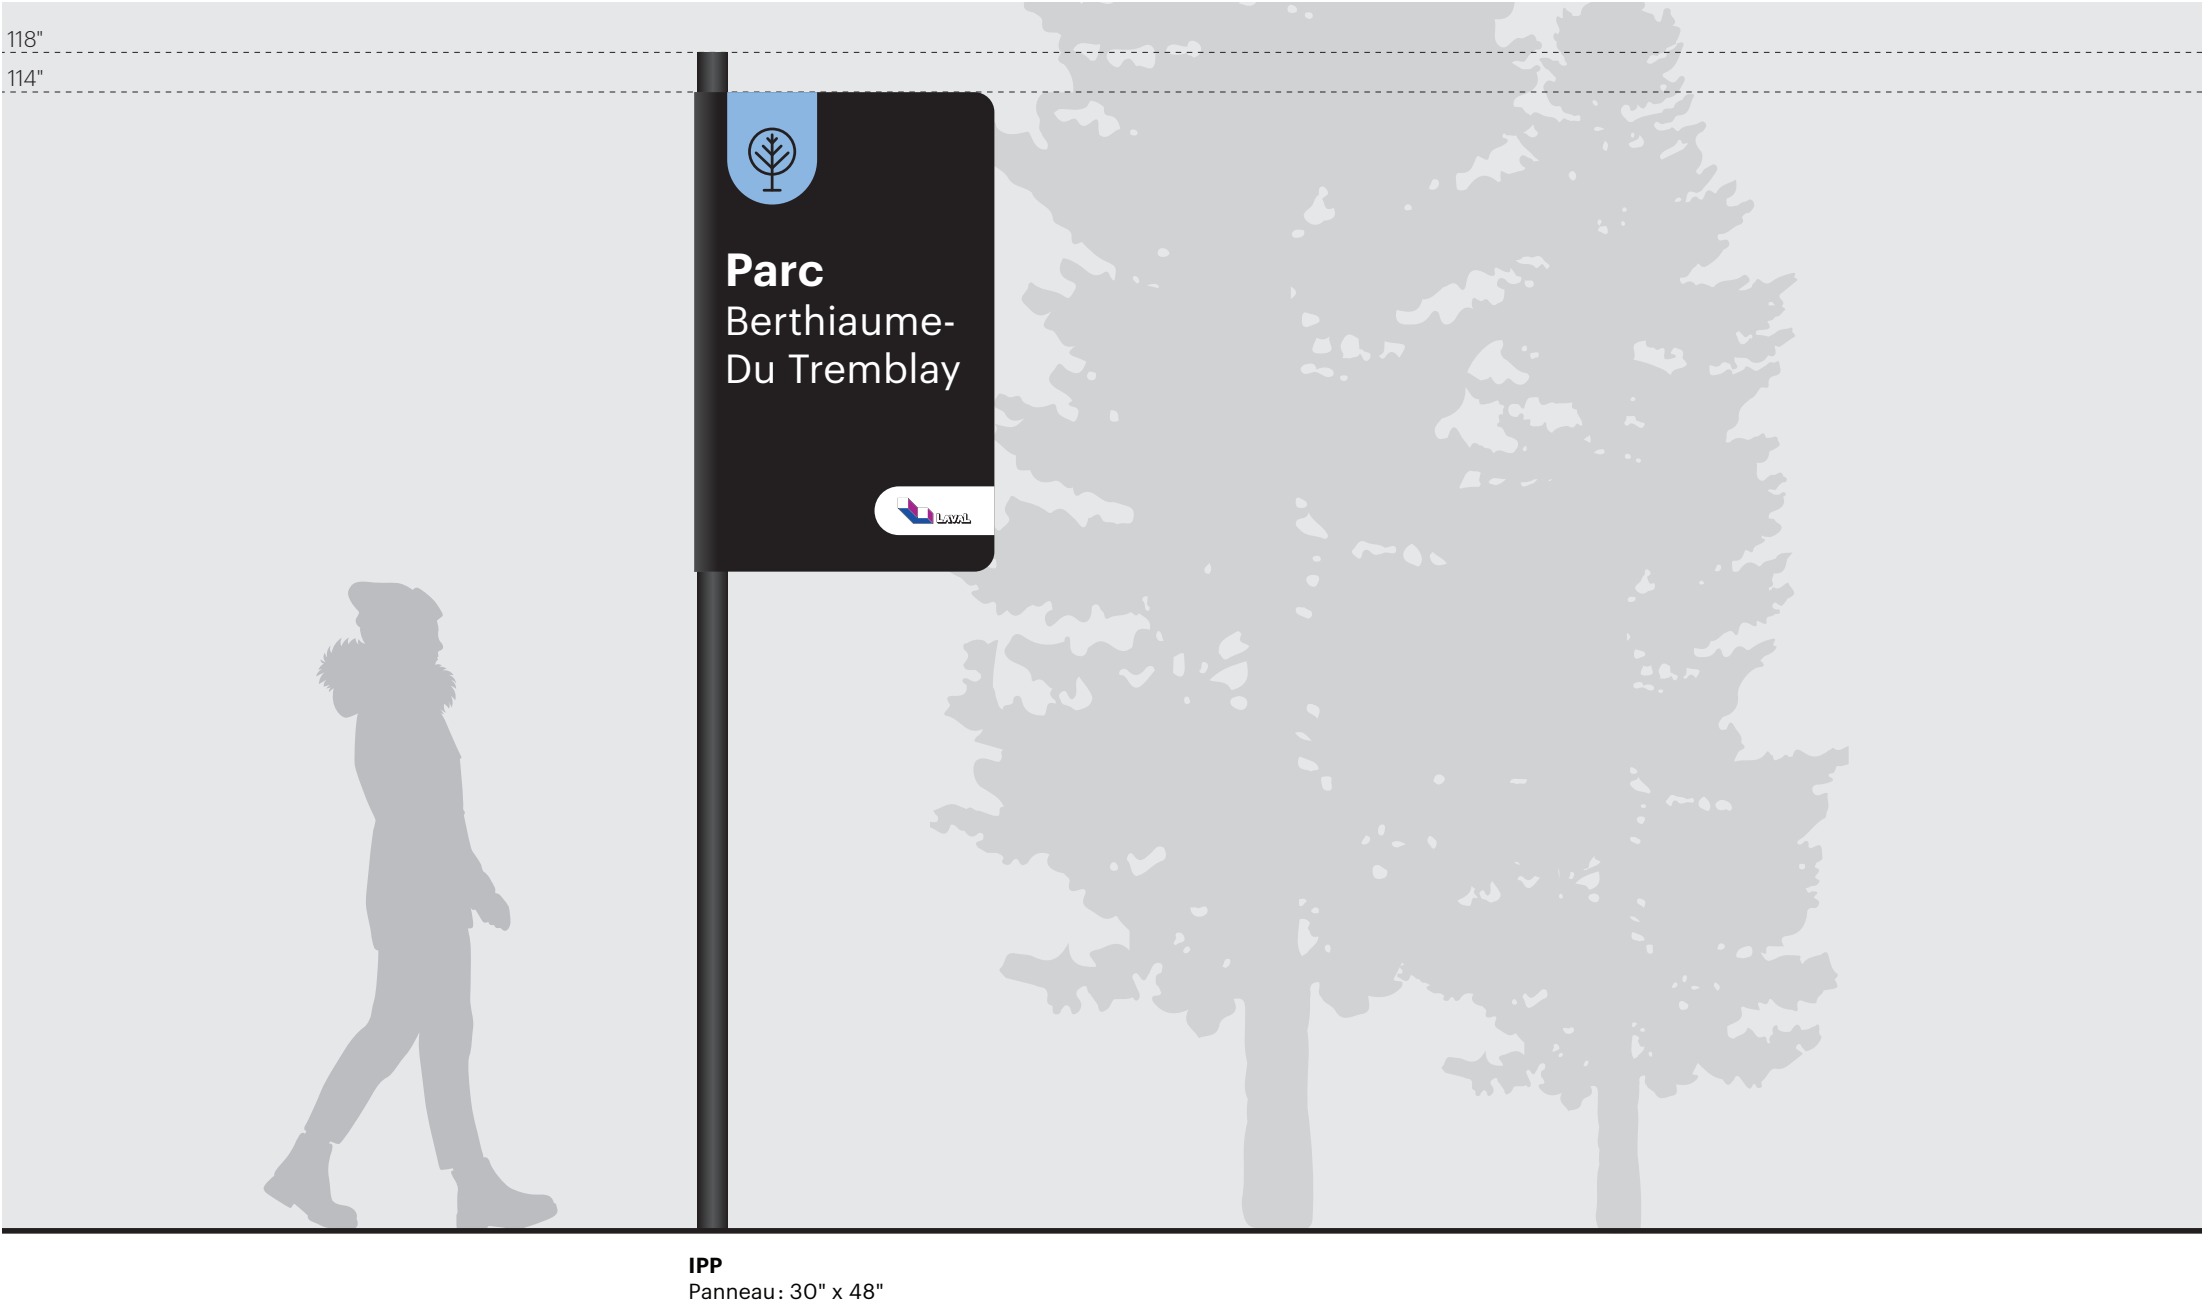 118"
114"
Parc
Berthiaume-
Du Tremblay
LAVAL
IPP
Panneau : 30" x 48"